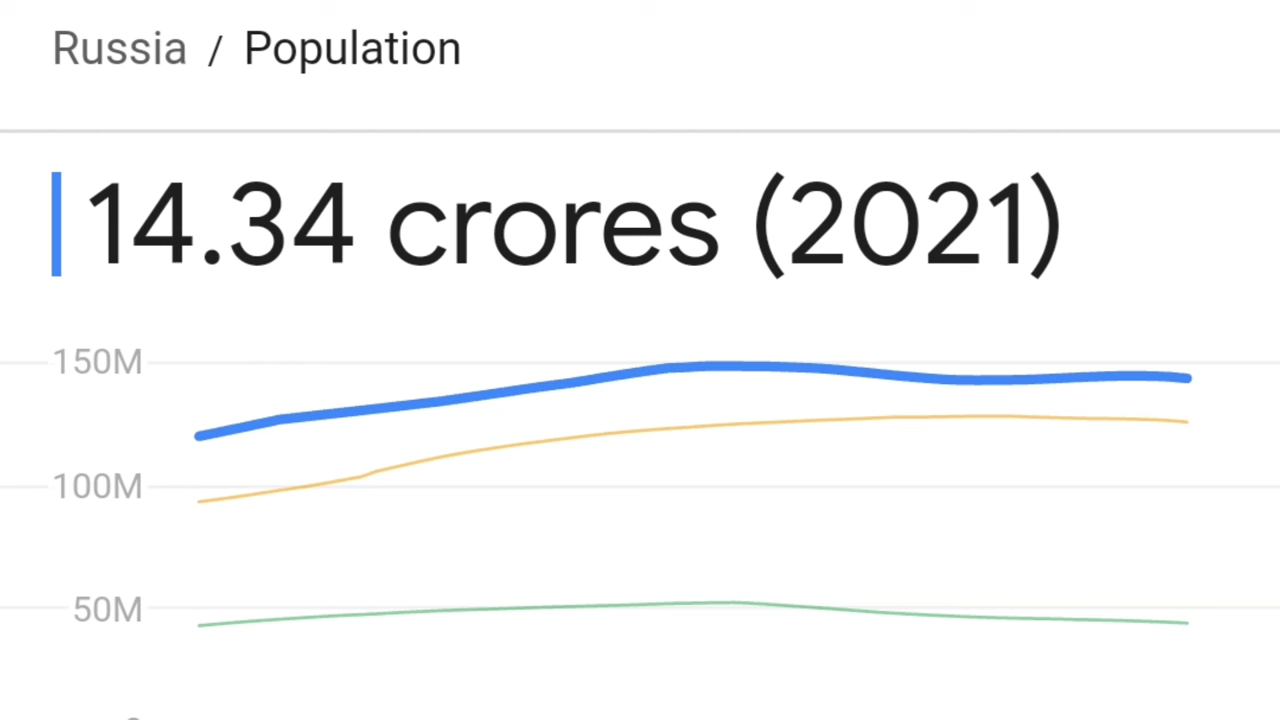 Russia / Population
14.34 crores (2021)
150M
100M
50M